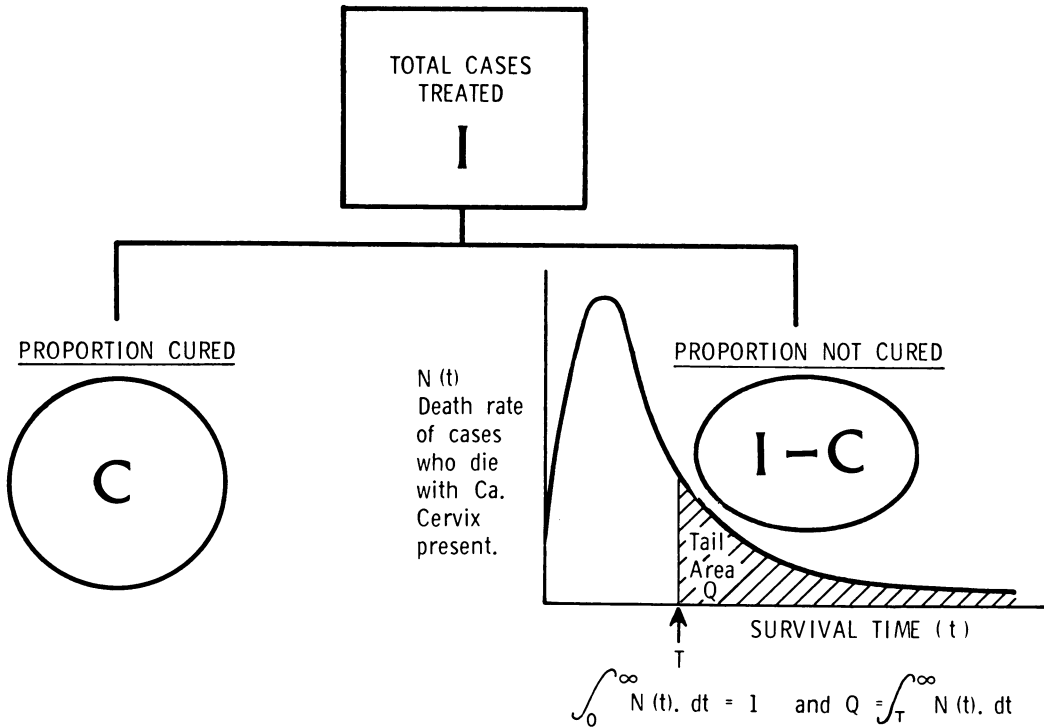 TOTAL CASES
TREATED
I
PROPORTION CURED
C
PROPORTION NOT CURED
I - C
N (t)
Death rate
of cases
who die
with Ca.
Cervix
present.
Tail
Area
Q
SURVIVAL TIME (t)
T
∫₀^∞ N (t). dt = 1 and Q = ∫_T^∞ N (t). dt